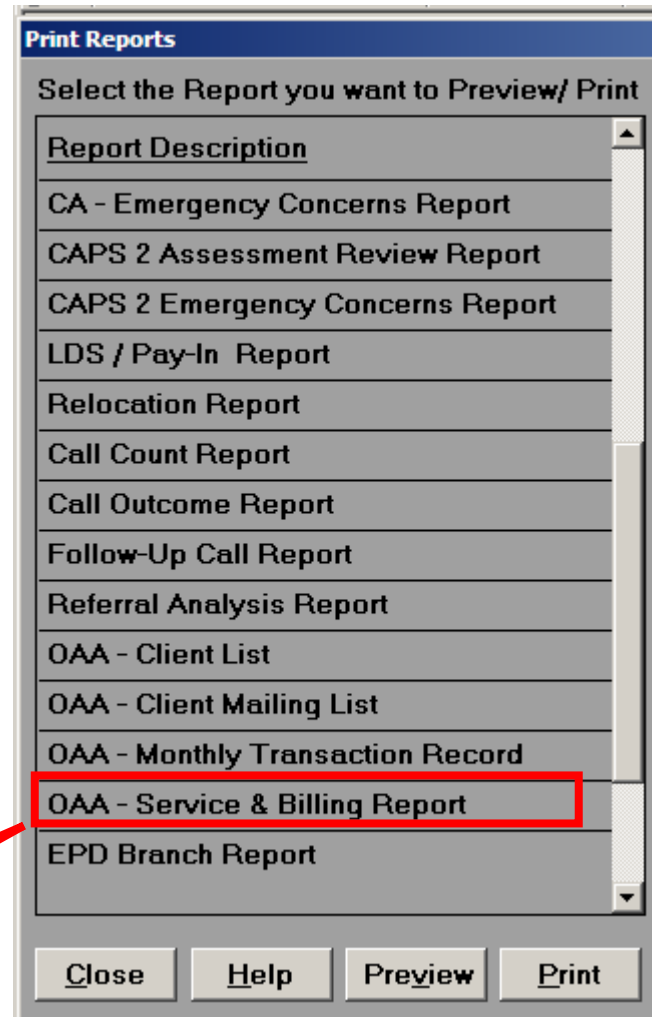 Print Reports
Select the Report you want to Preview/ Print
Report Description
CA - Emergency Concerns Report
CAPS 2 Assessment Review Report
CAPS 2 Emergency Concerns Report
LDS / Pay-In  Report
Relocation Report
Call Count Report
Call Outcome Report
Follow-Up Call Report
Referral Analysis Report
OAA - Client List
OAA - Client Mailing List
OAA - Monthly Transaction Record
OAA - Service & Billing Report
EPD Branch Report
Close Help Preview Print